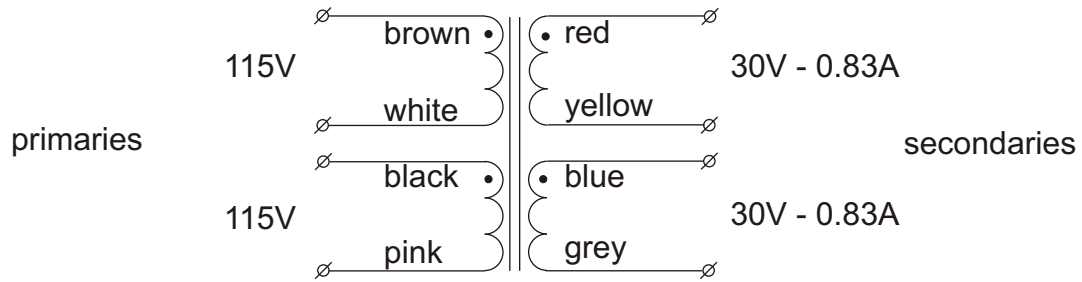 brown
red
115V
30V - 0.83A
white
yellow
primaries
secondaries
black
blue
115V
30V - 0.83A
pink
grey